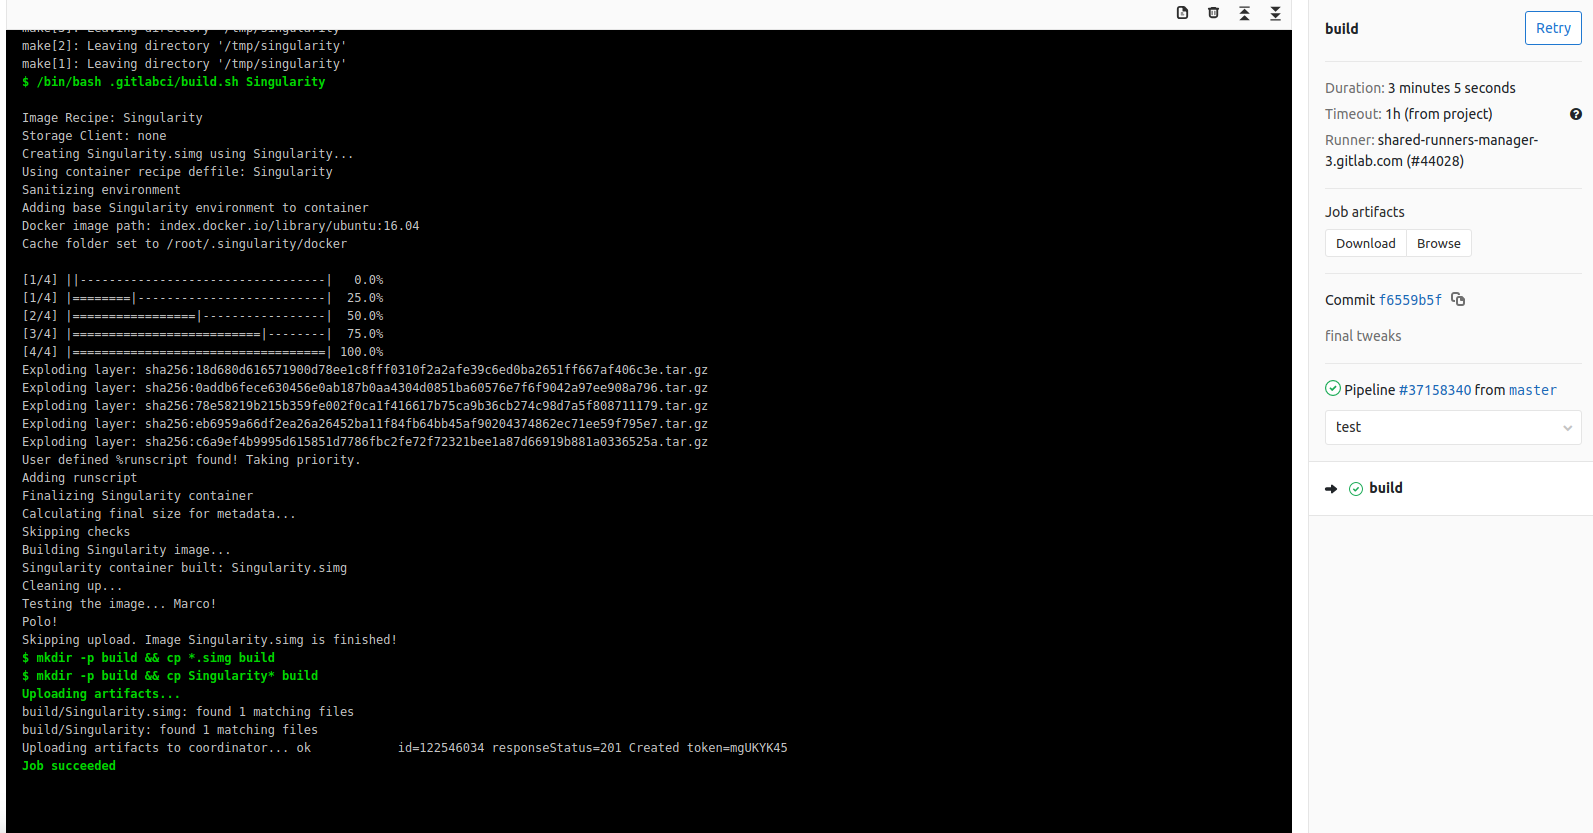 make[3]: Leaving directory '/tmp/singularity'
make[2]: Leaving directory '/tmp/singularity'
make[1]: Leaving directory '/tmp/singularity'
$ /bin/bash .gitlabci/build.sh Singularity
Image Recipe: Singularity
Storage Client: none
Creating Singularity.simg using Singularity...
Using container recipe deffile: Singularity
Sanitizing environment
Adding base Singularity environment to container
Docker image path: index.docker.io/library/ubuntu:16.04
Cache folder set to /root/.singularity/docker
[1/4] ||----------------------------------| 0.0%
[1/4] |========|--------------------------| 25.0%
[2/4] |=================|-----------------| 50.0%
[3/4] |==========================|--------| 75.0%
[4/4] |===================================| 100.0%
Exploding layer: sha256:18d680d616571900d78ee1c8fff0310f2a2afe39c6ed0ba2651ff667af406c3e.tar.gz
Exploding layer: sha256:0addb6fece630456e0ab187b0aa4304d0851ba60576e7f6f9042a97ee908a796.tar.gz
Exploding layer: sha256:78e58219b215b359fe002f0ca1f416617b75ca9b36cb274c98d7a5f808711179.tar.gz
Exploding layer: sha256:eb6959a66df2ea26a26452ba11f84fb64bb45af90204374862ec71ee59f795e7.tar.gz
Exploding layer: sha256:c6a9ef4b9995d615851d7786fbc2fe72f72321bee1a87d66919b881a0336525a.tar.gz
User defined %runscript found! Taking priority.
Adding runscript
Finalizing Singularity container
Calculating final size for metadata...
Skipping checks
Building Singularity image...
Singularity container built: Singularity.simg
Cleaning up...
Testing the image... Marco!
Polo!
Skipping upload. Image Singularity.simg is finished!
$ mkdir -p build && cp *.simg build
$ mkdir -p build && cp Singularity* build
Uploading artifacts...
build/Singularity.simg: found 1 matching files
build/Singularity: found 1 matching files
Uploading artifacts to coordinator... ok id=122546034 responseStatus=201 Created token=mgUKYK45
Job succeeded
build
Retry
Duration: 3 minutes 5 seconds
Timeout: 1h (from project)
Runner: shared-runners-manager-
3.gitlab.com (#44028)
Job artifacts
Download Browse
Commit f6559b5f
final tweaks
Pipeline #37158340 from master
test
build